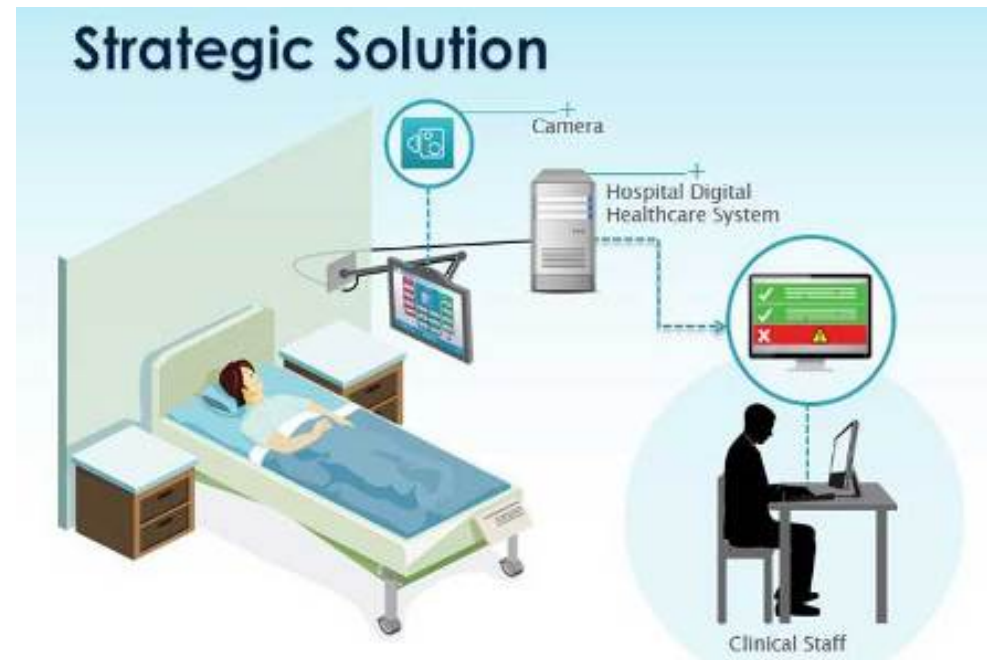 Strategic Solution
Camera
Hospital Digital
Healthcare System
Clinical Staff